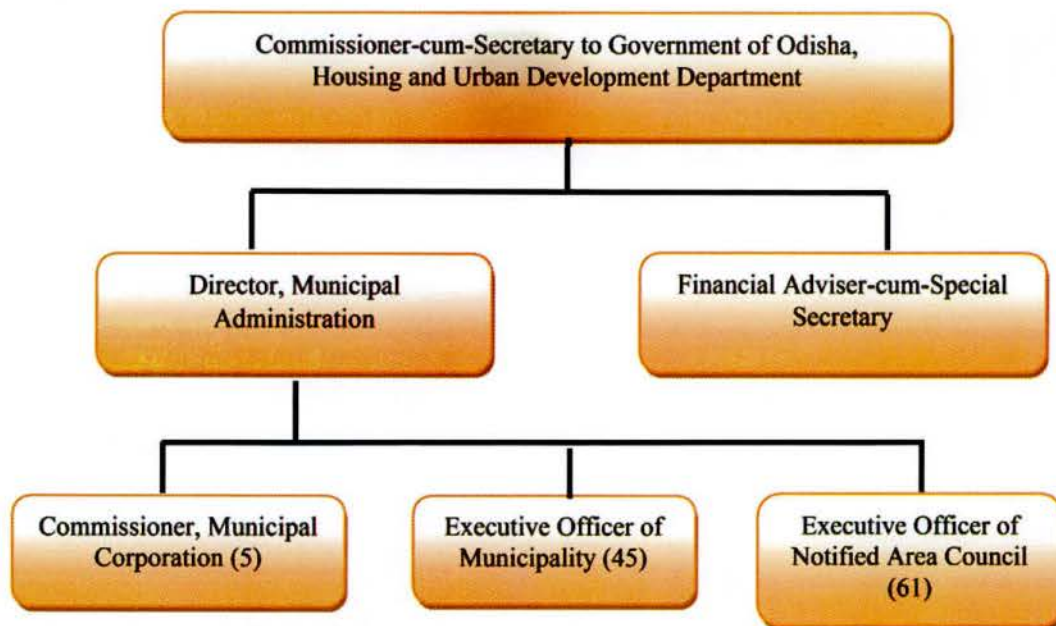 Commissioner-cum-Secretary to Government of Odisha,
Housing and Urban Development Department
Director, Municipal
Administration
Financial Adviser-cum-Special
Secretary
Commissioner, Municipal
Corporation (5)
Executive Officer of
Municipality (45)
Executive Officer of
Notified Area Council
(61)